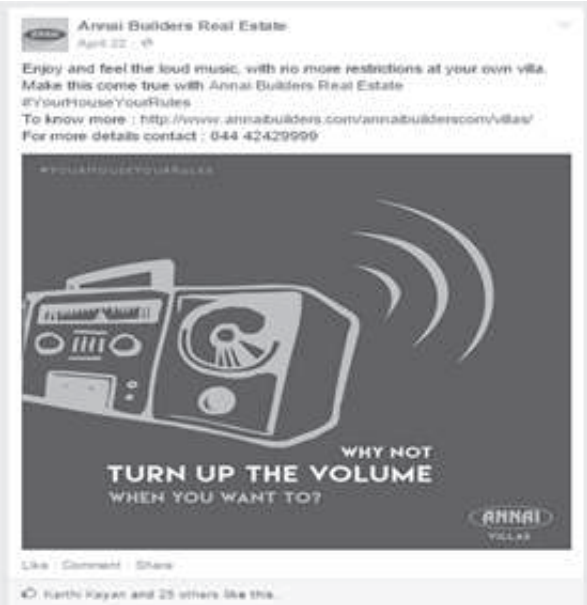 Annai Builders Real Estate
April 22
Enjoy and feel the loud music, with no more restrictions at your own villa.
Make this come true with Annai Builders Real Estate
#YourHouseYourRules
To know more : http://www.annaibuilders.com/annaibuilderscom/villas/
For more details contact : 044 42429999
#YOURHOUSEYOURRULES
WHY NOT
TURN UP THE VOLUME
WHEN YOU WANT TO?
ANNAI
VILLAS
Like Comment Share
Karthi Kayan and 25 others like this.